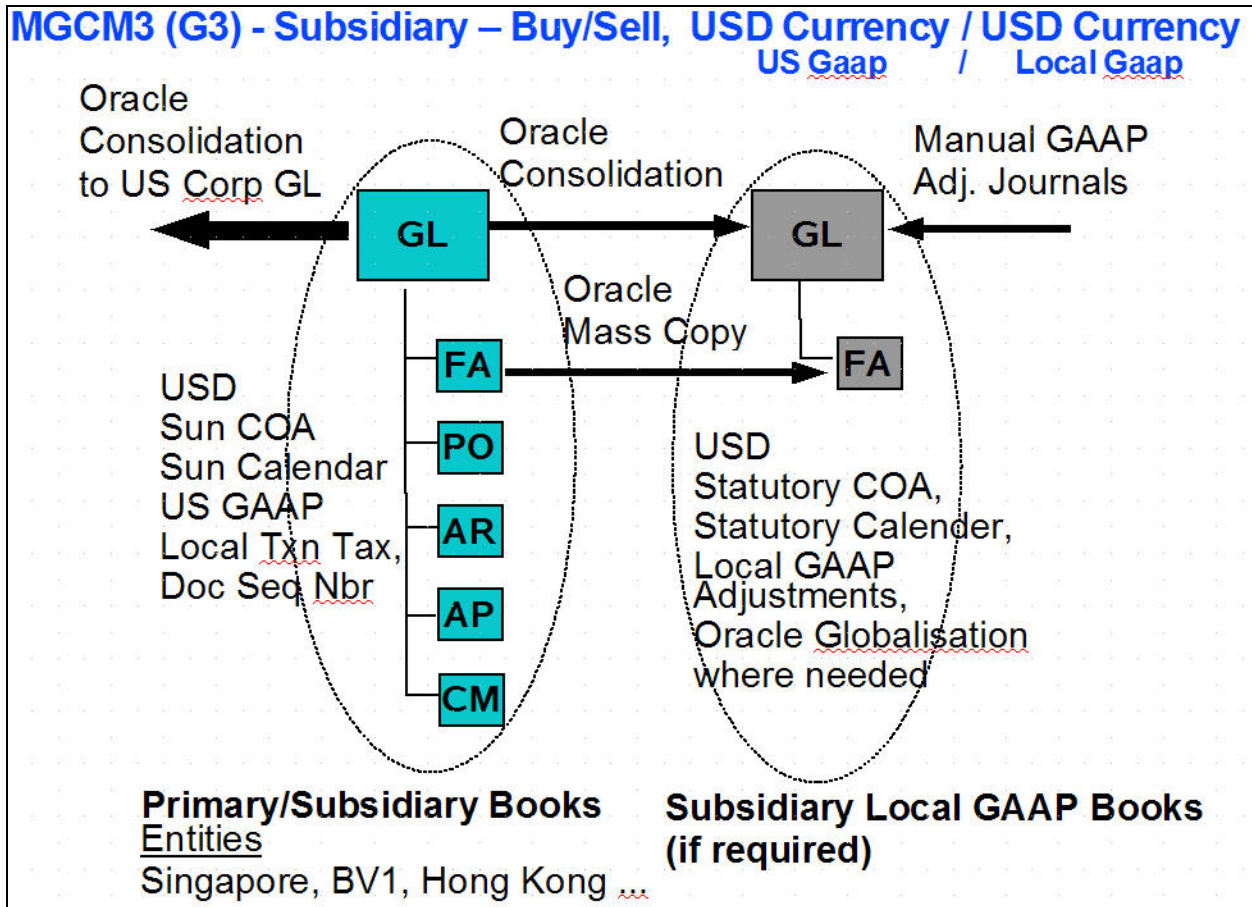 MGCM3 (G3) - Subsidiary – Buy/Sell, USD Currency / USD Currency
US Gaap / Local Gaap
Oracle
Consolidation
to US Corp GL
Oracle
Consolidation
Manual GAAP
Adj. Journals
GL
GL
Oracle
Mass Copy
FA
FA
PO
AR
AP
CM
USD
Sun COA
Sun Calendar
US GAAP
Local Txn Tax,
Doc Seq Nbr
USD
Statutory COA,
Statutory Calender,
Local GAAP
Adjustments,
Oracle Globalisation
where needed
Primary/Subsidiary Books
Entities
Singapore, BV1, Hong Kong ...
Subsidiary Local GAAP Books
(if required)